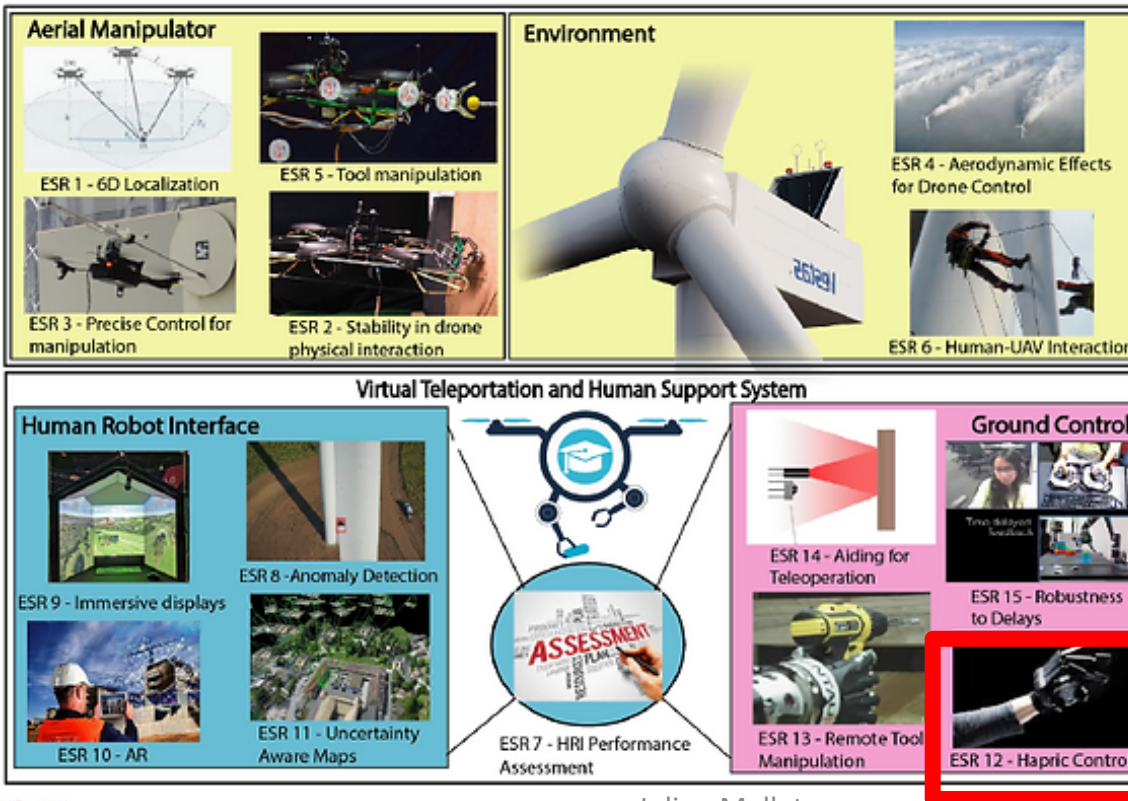 Aerial Manipulator
ESR 1 - 6D Localization
ESR 5 - Tool manipulation
ESR 3 - Precise Control for
manipulation
ESR 2 - Stability in drone
physical interaction
Environment
ESR 4 - Aerodynamic Effects
for Drone Control
ESR 6 - Human-UAV Interaction
Virtual Teleportation and Human Support System
Human Robot Interface
ESR 9 - Immersive displays
ESR 8 -Anomaly Detection
ESR 10 - AR
ESR 11 - Uncertainty
Aware Maps
ASSESSMENT
PLAN
ESR 7 - HRI Performance
Assessment
Ground Control
ESR 14 - Aiding for
Teleoperation
Time delayed
feedback
ESR 15 - Robustness
to Delays
ESR 13 - Remote Tool
Manipulation
ESR 12 - Hapric Control